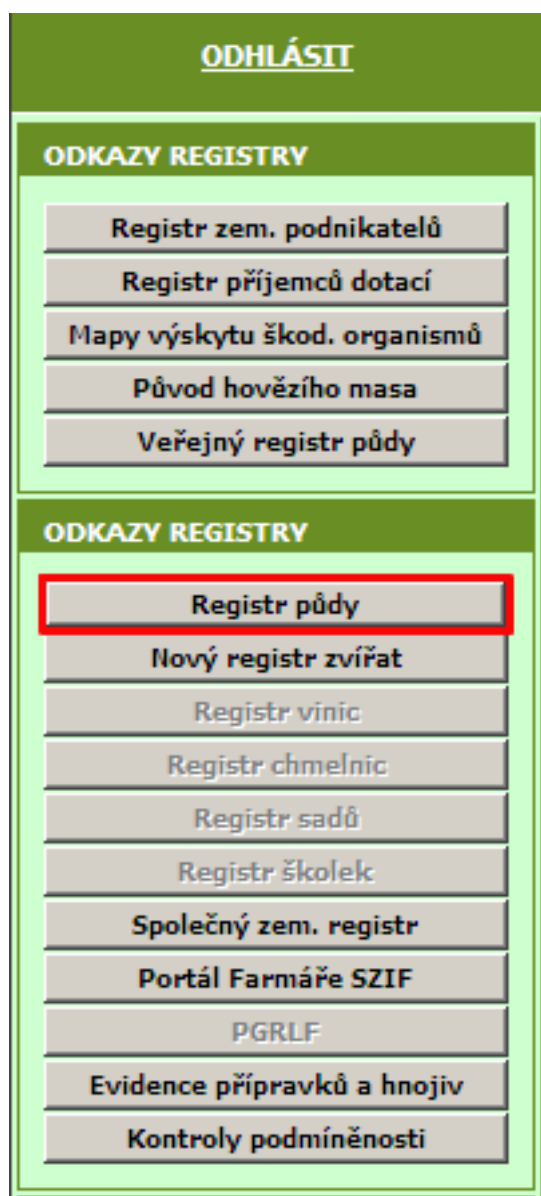 ODHLÁSIT
ODKAZY REGISTRY
Registr zem. podnikatelů
Registr příjemců dotací
Mapy výskytu škod. organismů
Původ hovězího masa
Veřejný registr půdy
ODKAZY REGISTRY
Registr půdy
Nový registr zvířat
Registr vinic
Registr chmelnic
Registr sadů
Registr školek
Společný zem. registr
Portál Farmáře SZIF
PGRLF
Evidence přípravků a hnojiv
Kontroly podmíněnosti